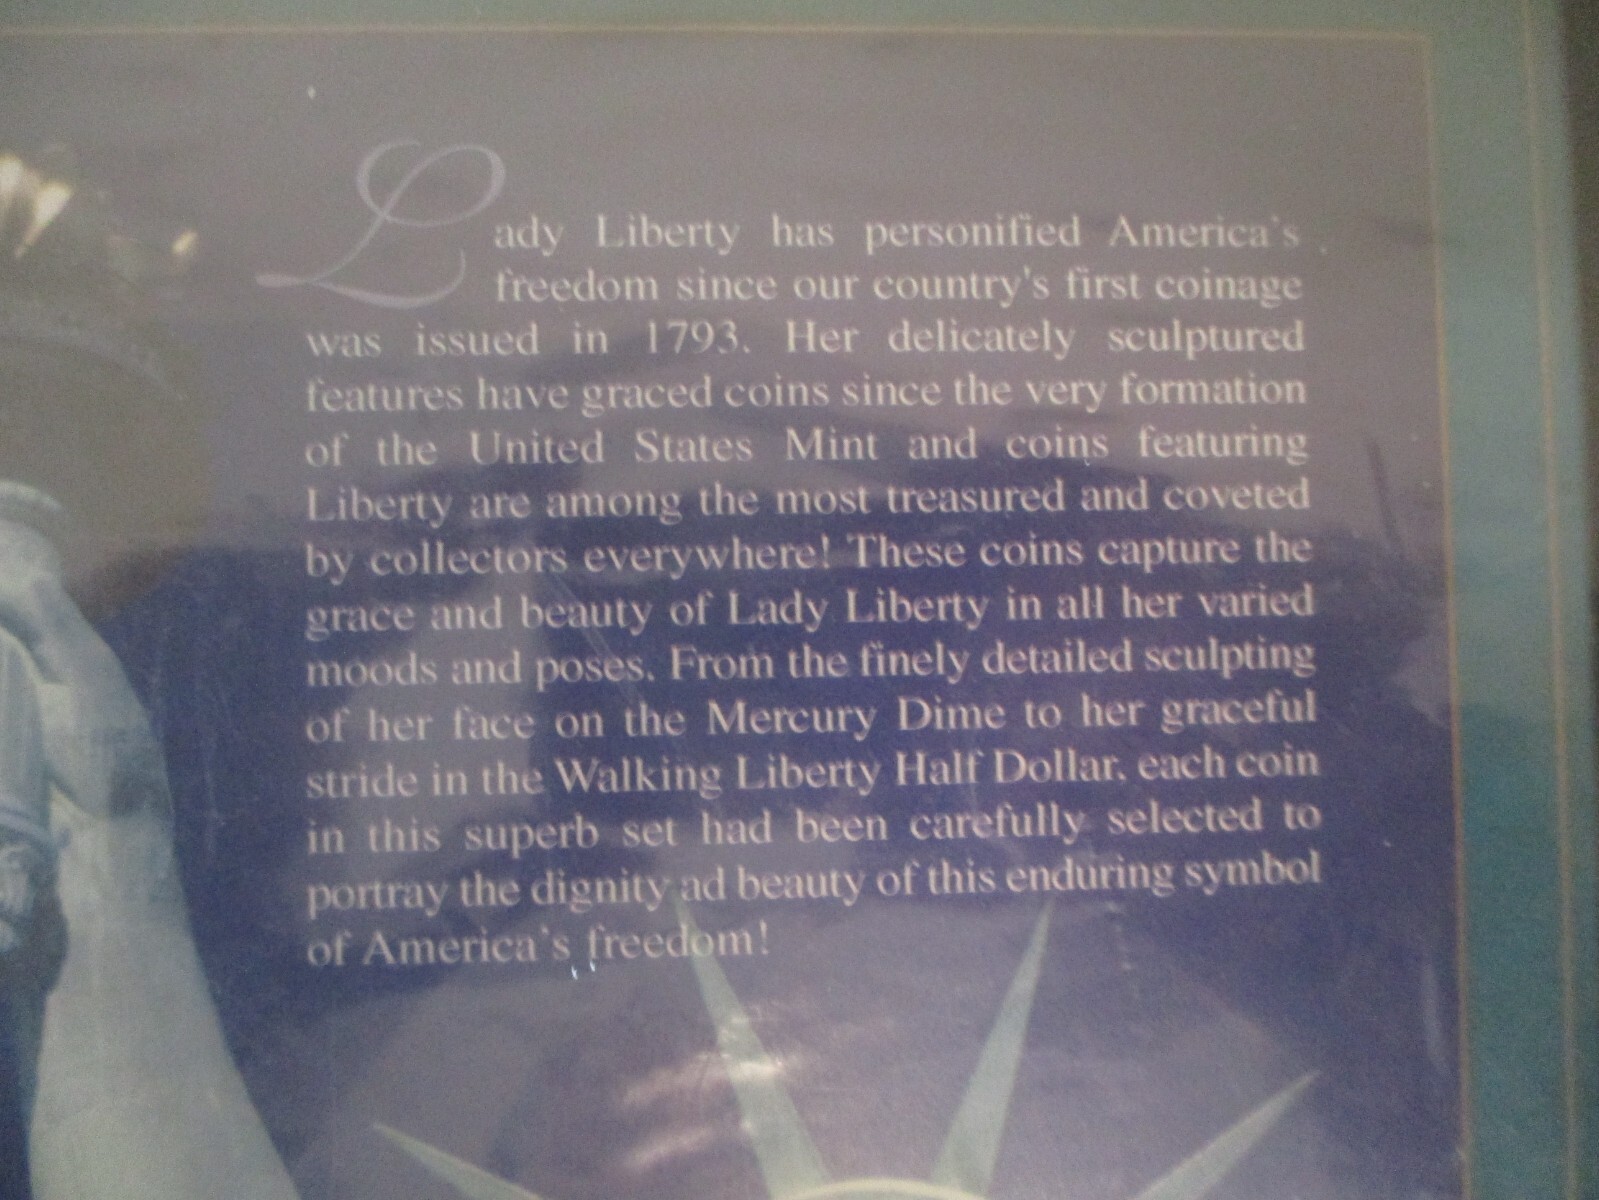 Lady Liberty has personified America's
freedom since our country's first coinage
was issued in 1793. Her delicately sculptured
features have graced coins since the very formation
of the United States Mint and coins featuring
Liberty are among the most treasured and coveted
by collectors everywhere! These coins capture the
grace and beauty of Lady Liberty in all her varied
moods and poses. From the finely detailed sculpting
of her face on the Mercury Dime to her graceful
stride in the Walking Liberty Half Dollar. each coin
in this superb set had been carefully selected to
portray the dignity ad beauty of this enduring symbol
of America's freedom!